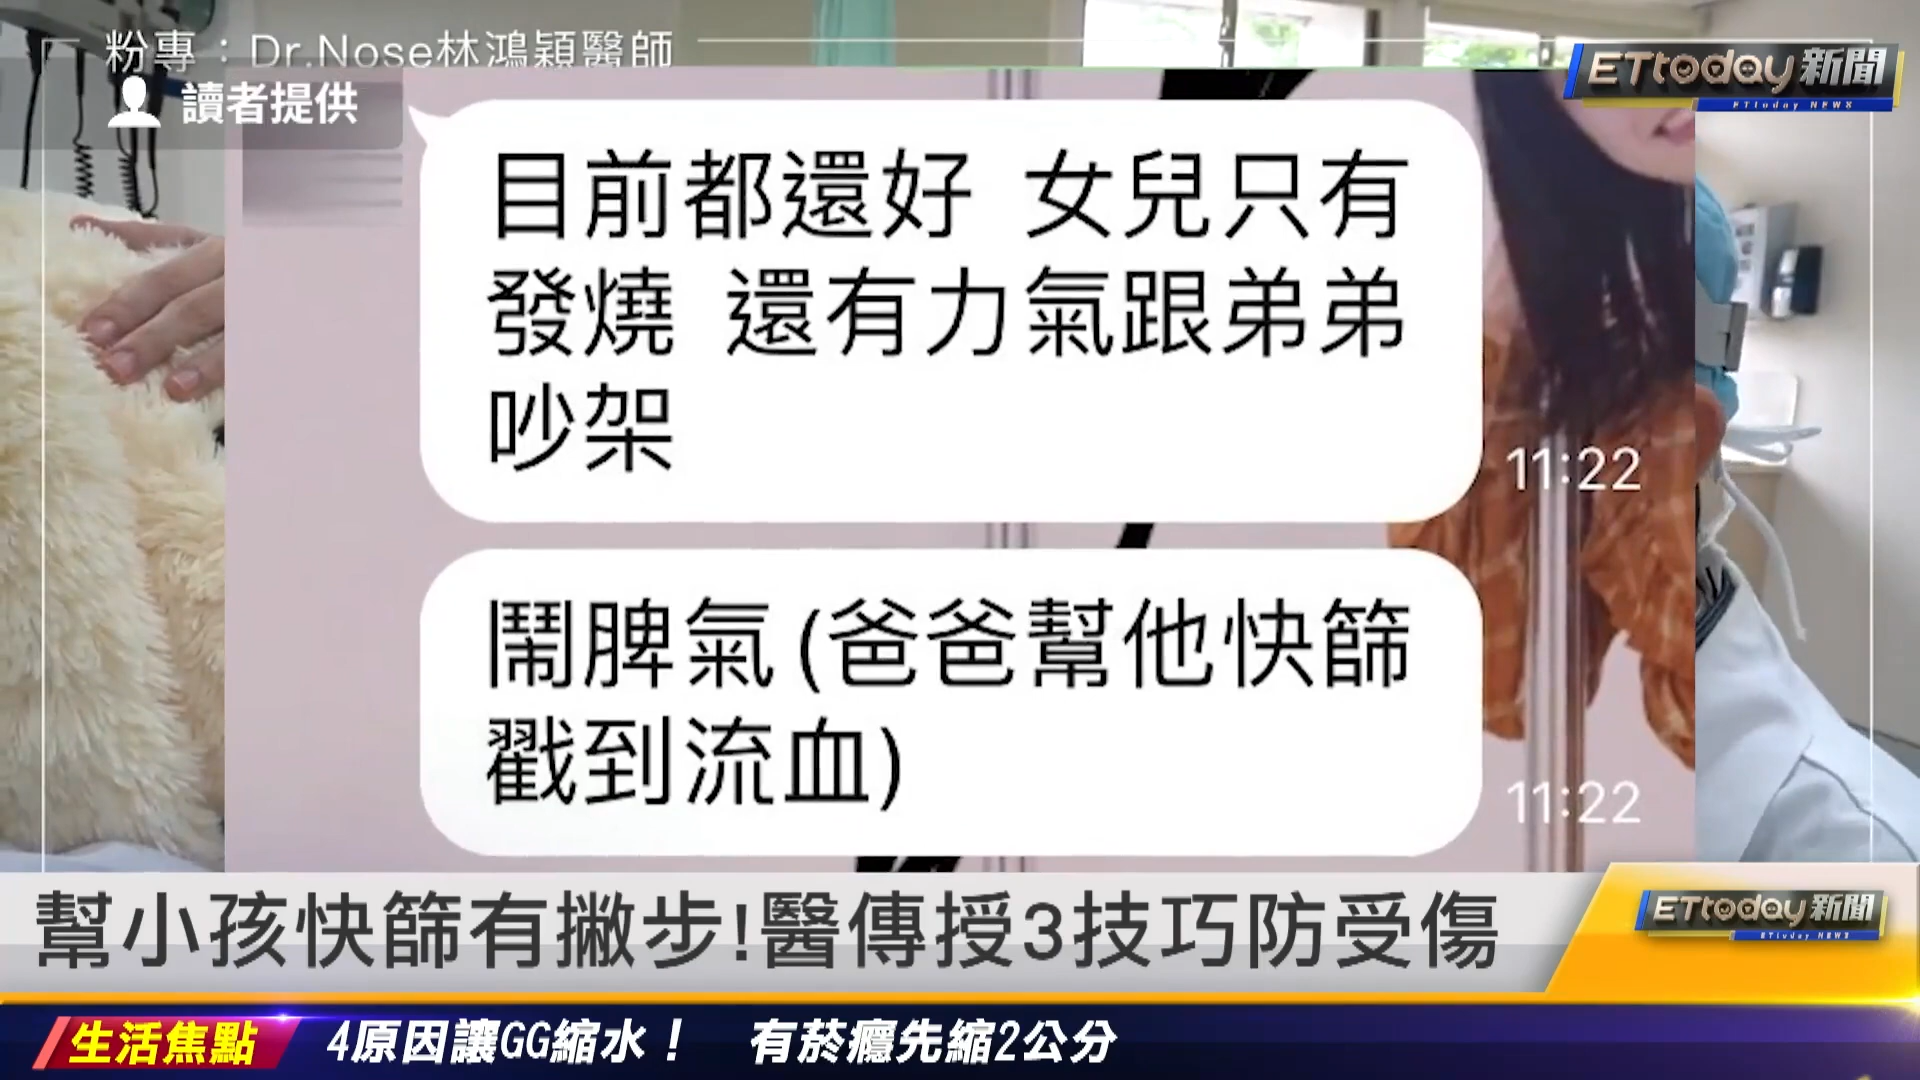 粉專：Dr.Nose林鴻穎醫師
讀者提供
ETtoday新聞
ETtoday NEWS
目前都還好 女兒只有
發燒 還有力氣跟弟弟
吵架
11:22
鬧脾氣(爸爸幫他快篩
戳到流血)
11:22
幫小孩快篩有撇步!醫傳授3技巧防受傷
ETtoday新聞
ETtoday NEWS
生活焦點
4原因讓GG縮水！ 有菸癮先縮2公分